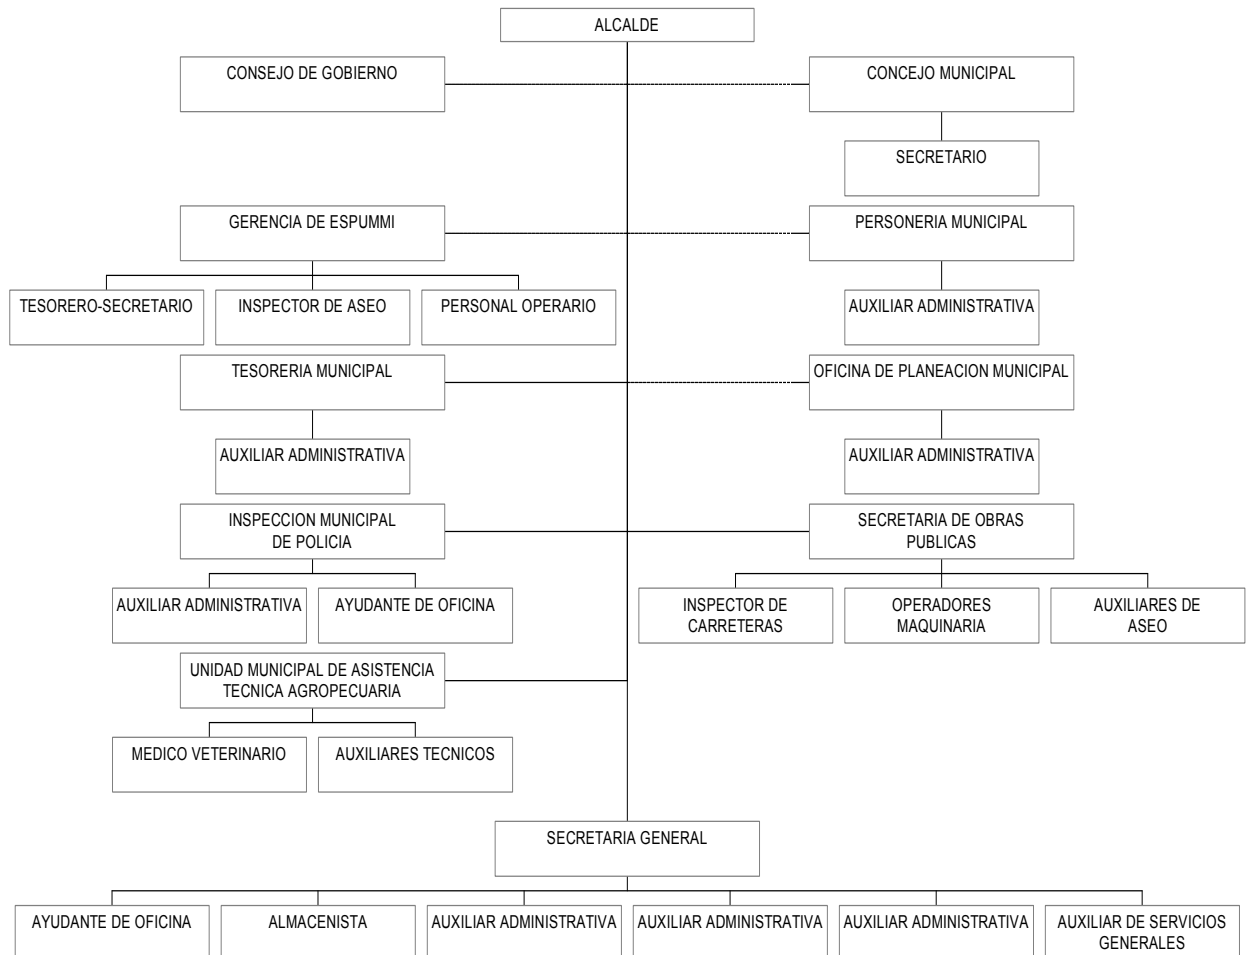 ALCALDE
CONSEJO DE GOBIERNO
CONCEJO MUNICIPAL
SECRETARIO
GERENCIA DE ESPUMMI
PERSONERIA MUNICIPAL
TESORERO-SECRETARIO
INSPECTOR DE ASEO
PERSONAL OPERARIO
AUXILIAR ADMINISTRATIVA
TESORERIA MUNICIPAL
OFICINA DE PLANEACION MUNICIPAL
AUXILIAR ADMINISTRATIVA
AUXILIAR ADMINISTRATIVA
INSPECCION MUNICIPAL
DE POLICIA
SECRETARIA DE OBRAS
PUBLICAS
AUXILIAR ADMINISTRATIVA
AYUDANTE DE OFICINA
INSPECTOR DE
CARRETERAS
OPERADORES
MAQUINARIA
AUXILIARES DE
ASEO
UNIDAD MUNICIPAL DE ASISTENCIA
TECNICA AGROPECUARIA
MEDICO VETERINARIO
AUXILIARES TECNICOS
SECRETARIA GENERAL
AYUDANTE DE OFICINA
ALMACENISTA
AUXILIAR ADMINISTRATIVA
AUXILIAR ADMINISTRATIVA
AUXILIAR ADMINISTRATIVA
AUXILIAR DE SERVICIOS
GENERALES